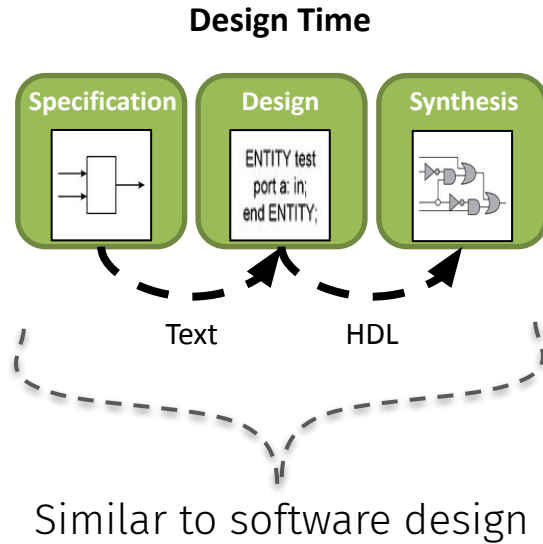 Design Time
Specification
Design
Synthesis
ENTITY test
port a: in;
end ENTITY;
Text
HDL
Similar to software design